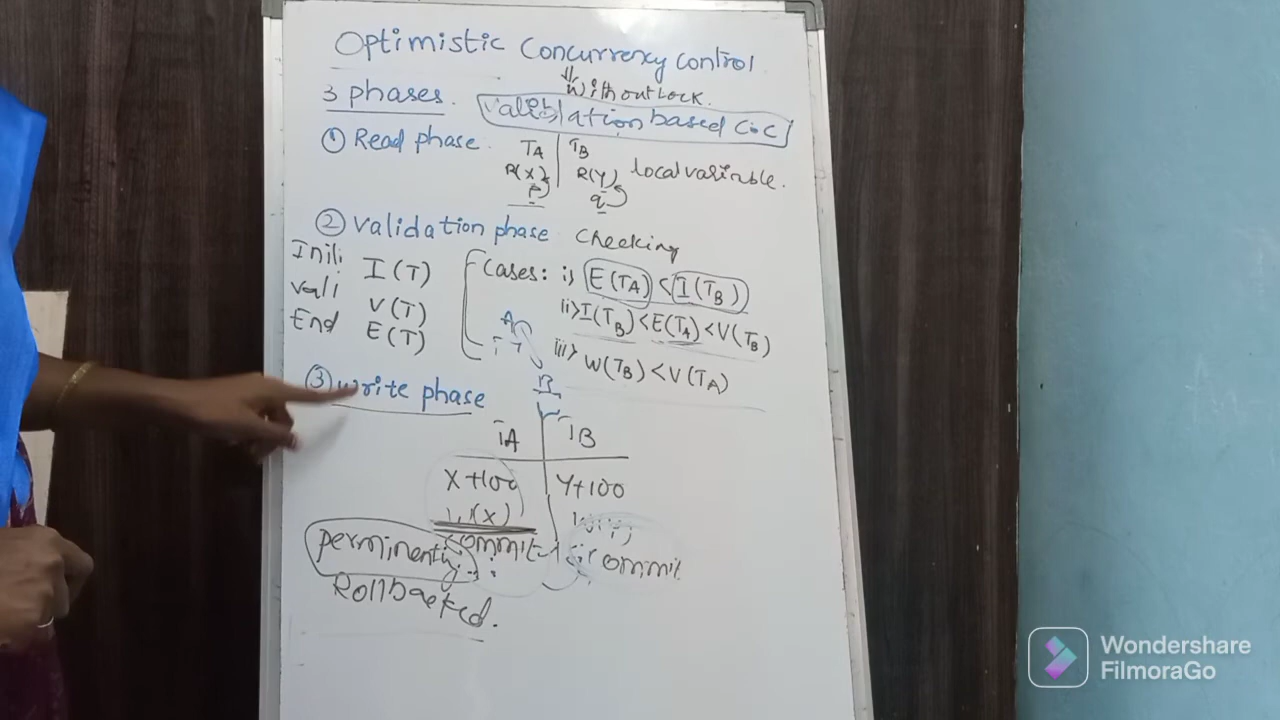 Optimistic Concurrency Control
⇓ without Lock.
3 phases.
Validation based C.C
① Read phase.
TA | TB
R(X) R(Y) local variable.
P q
② Validation phase checking
Inili I(T)
vali V(T)
End E(T)
Cases: i) E(TA) < I(TB)
ii) I(TB) < E(TA) < V(TB)
iii) W(TB) < V(TA)
A
B
③ Write phase
TA | TB
X+100 Y+100
W(X)
commit commit
perminently
Rollbacked.
Wondershare
FilmoraGo